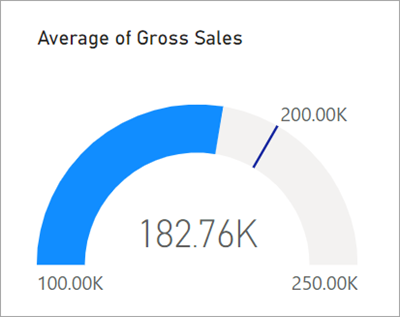 Average of Gross Sales
200.00K
182.76K
100.00K
250.00K